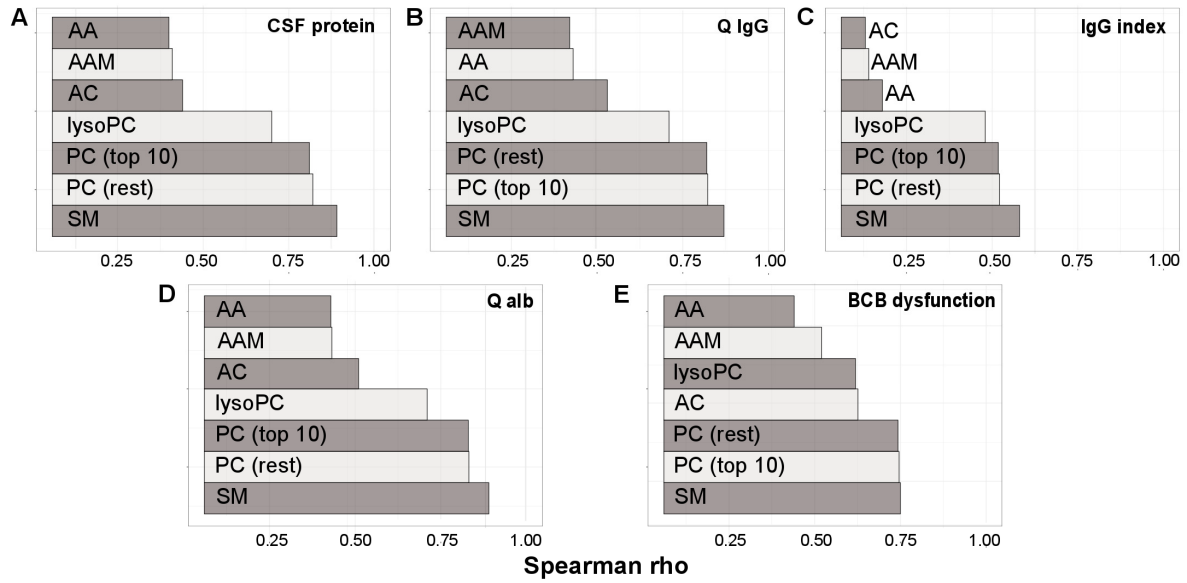 A
CSF protein
AA
AAM
AC
lysoPC
PC (top 10)
PC (rest)
SM
0.25 0.50 0.75 1.00
B
Q IgG
AAM
AA
AC
lysoPC
PC (rest)
PC (top 10)
SM
0.25 0.50 0.75 1.00
C
IgG index
AC
AAM
AA
lysoPC
PC (top 10)
PC (rest)
SM
0.25 0.50 0.75 1.00
D
Q alb
AA
AAM
AC
lysoPC
PC (top 10)
PC (rest)
SM
0.25 0.50 0.75 1.00
E
BCB dysfunction
AA
AAM
lysoPC
AC
PC (rest)
PC (top 10)
SM
0.25 0.50 0.75 1.00
Spearman rho